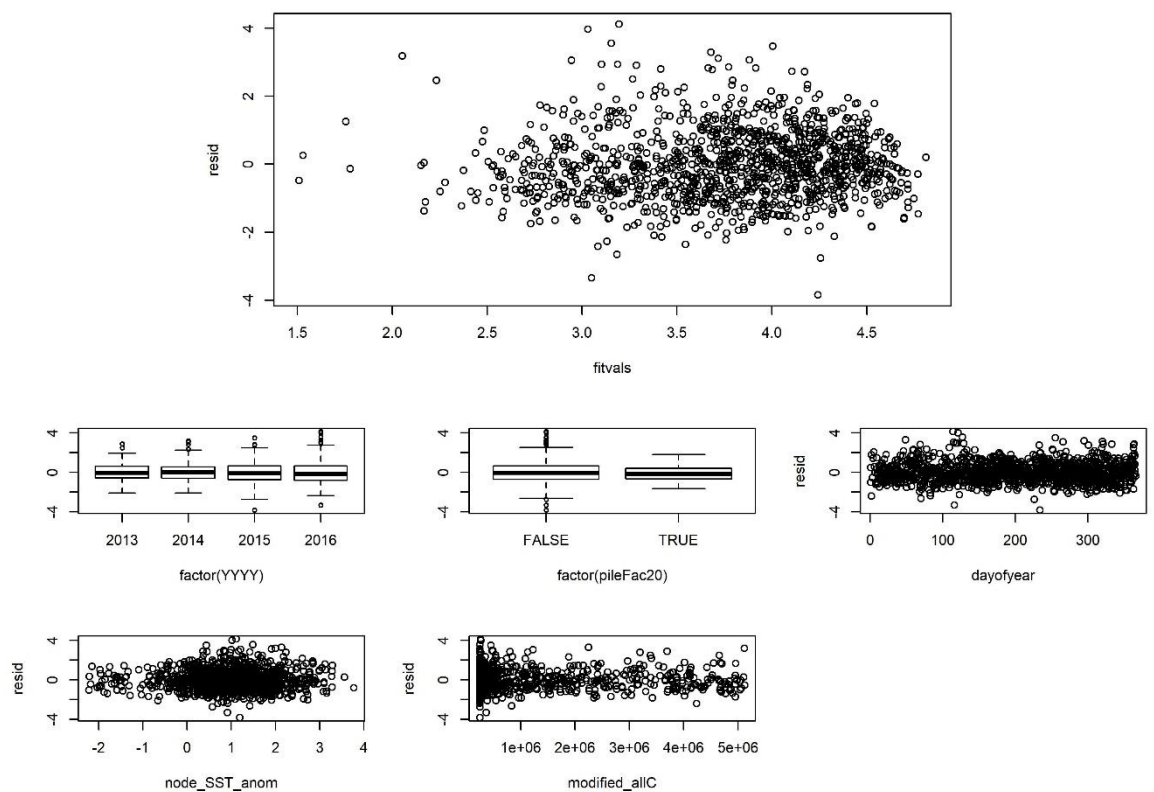 4
2
0
-2
-4
resid
1.5 2.0 2.5 3.0 3.5 4.0 4.5
fitvals
4
0
-4
2013 2014 2015 2016
factor(YYYY)
4
0
-4
FALSE TRUE
factor(pileFac20)
resid
4
0
-4
0 100 200 300
dayofyear
resid
4
0
-4
-2 -1 0 1 2 3 4
node_SST_anom
resid
4
0
-4
1e+06 2e+06 3e+06 4e+06 5e+06
modified_allC